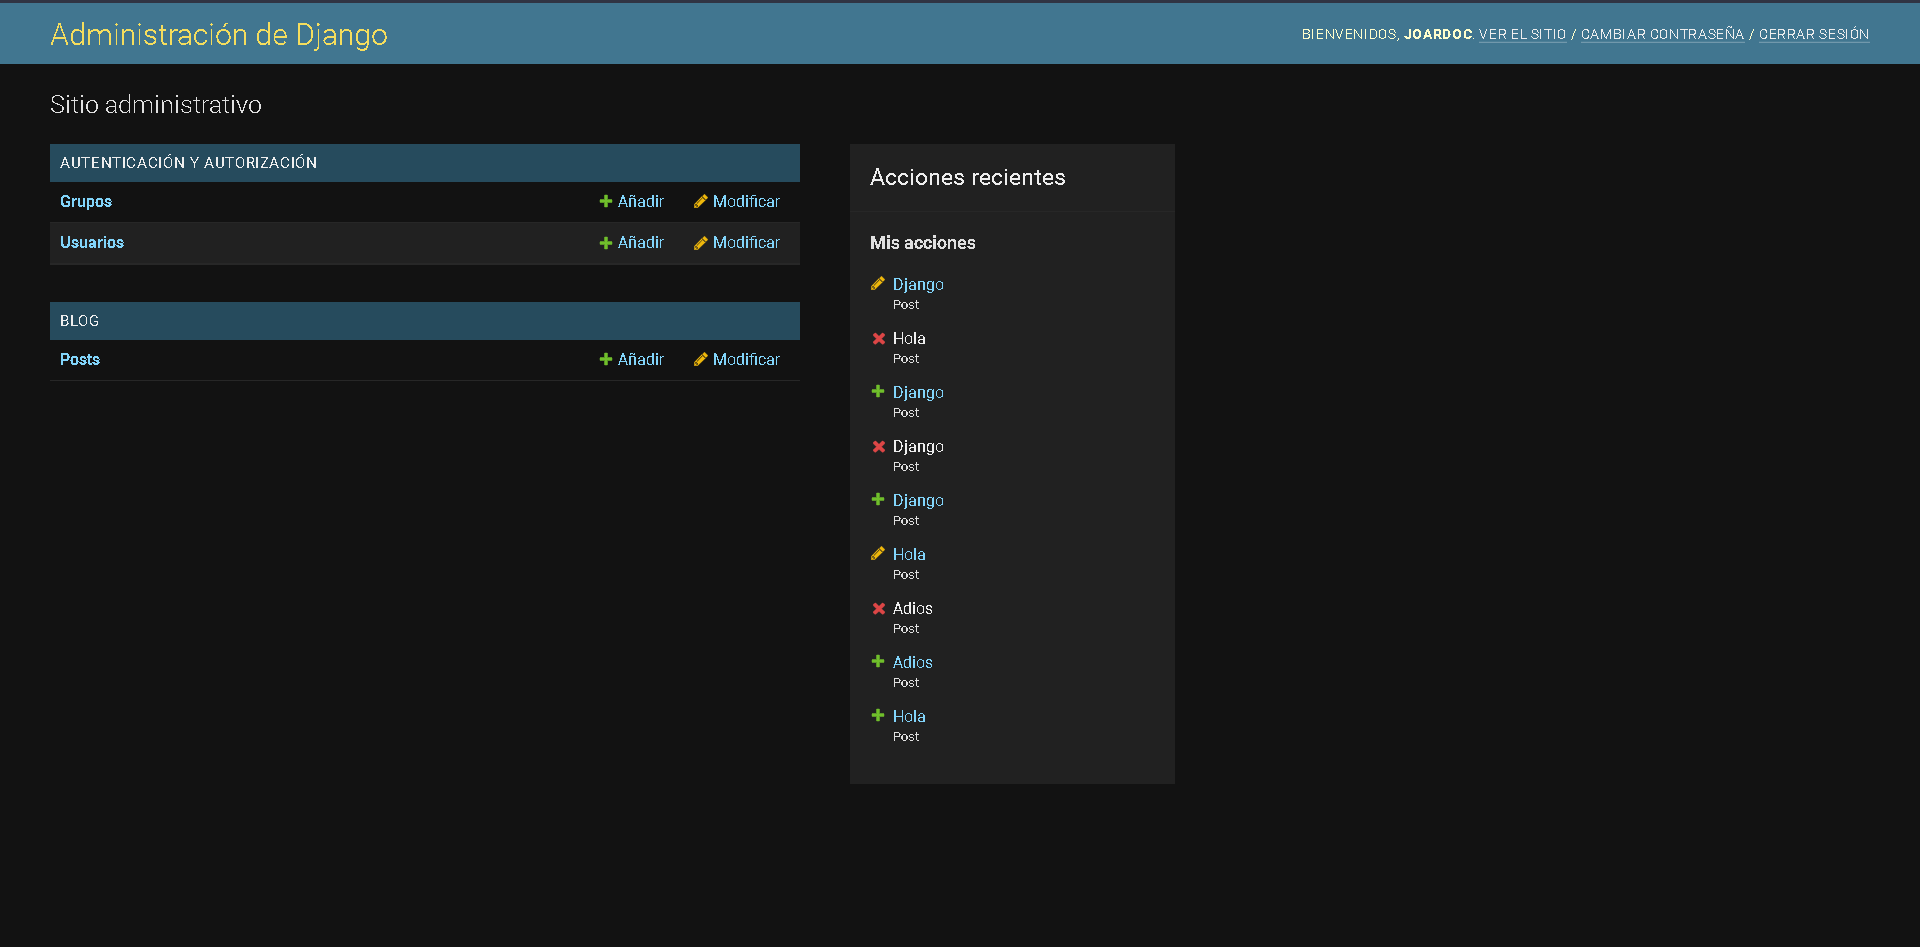 Administración de Django
BIENVENIDOS, JOARDOC. VER EL SITIO / CAMBIAR CONTRASEÑA / CERRAR SESIÓN
Sitio administrativo
AUTENTICACIÓN Y AUTORIZACIÓN
Grupos Añadir Modificar
Usuarios Añadir Modificar
BLOG
Posts Añadir Modificar
Acciones recientes
Mis acciones
Django
Post
Hola
Post
Django
Post
Django
Post
Django
Post
Hola
Post
Adios
Post
Adios
Post
Hola
Post